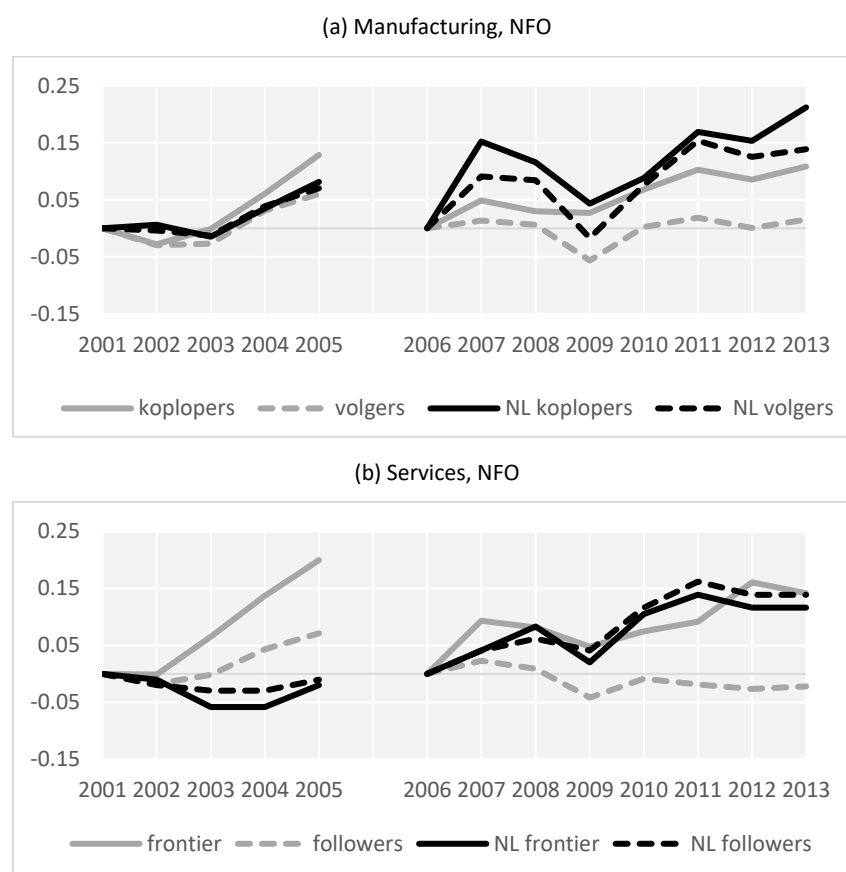 (a) Manufacturing, NFO
0.25
0.15
0.05
-0.05
-0.15
2001 2002 2003 2004 2005 2006 2007 2008 2009 2010 2011 2012 2013
koplopers volgers NL koplopers NL volgers
(b) Services, NFO
0.25
0.15
0.05
-0.05
-0.15
2001 2002 2003 2004 2005 2006 2007 2008 2009 2010 2011 2012 2013
frontier followers NL frontier NL followers